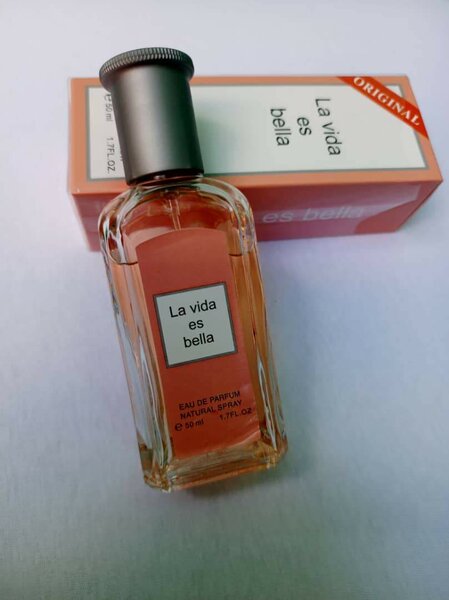 ORIGINAL
La vida
es
bella
50 ml 1.7FL.OZ.
es bella
La vida
es
bella
EAU DE PARFUM
NATURAL SPRAY
e 50 ml 1.7FL.OZ